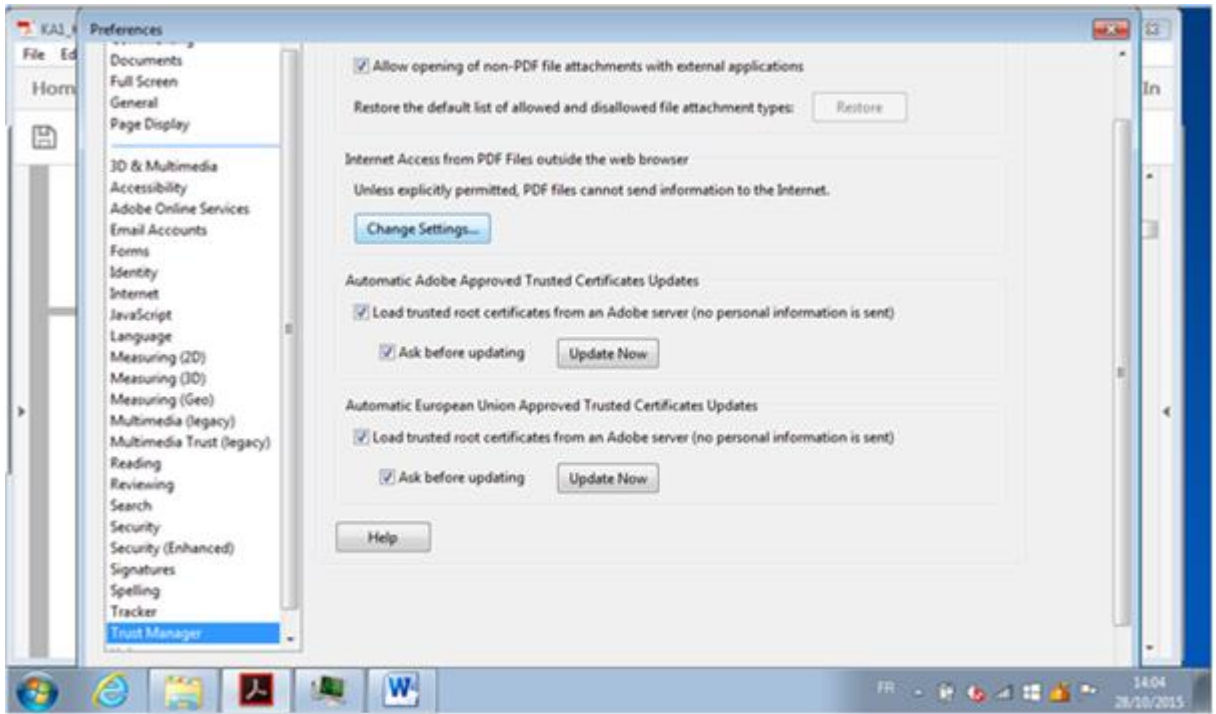 KA1_
Preferences
File Ed
Hom
In
Documents
Full Screen
General
Page Display
3D & Multimedia
Accessibility
Adobe Online Services
Email Accounts
Forms
Identity
Internet
JavaScript
Language
Measuring (2D)
Measuring (3D)
Measuring (Geo)
Multimedia (legacy)
Multimedia Trust (legacy)
Reading
Reviewing
Search
Security
Security (Enhanced)
Signatures
Spelling
Tracker
Trust Manager
Allow opening of non-PDF file attachments with external applications
Restore the default list of allowed and disallowed file attachment types: Restore
Internet Access from PDF Files outside the web browser
Unless explicitly permitted, PDF files cannot send information to the Internet.
Change Settings...
Automatic Adobe Approved Trusted Certificates Updates
Load trusted root certificates from an Adobe server (no personal information is sent)
Ask before updating Update Now
Automatic European Union Approved Trusted Certificates Updates
Load trusted root certificates from an Adobe server (no personal information is sent)
Ask before updating Update Now
Help
W
FR
14:04
28/10/2015